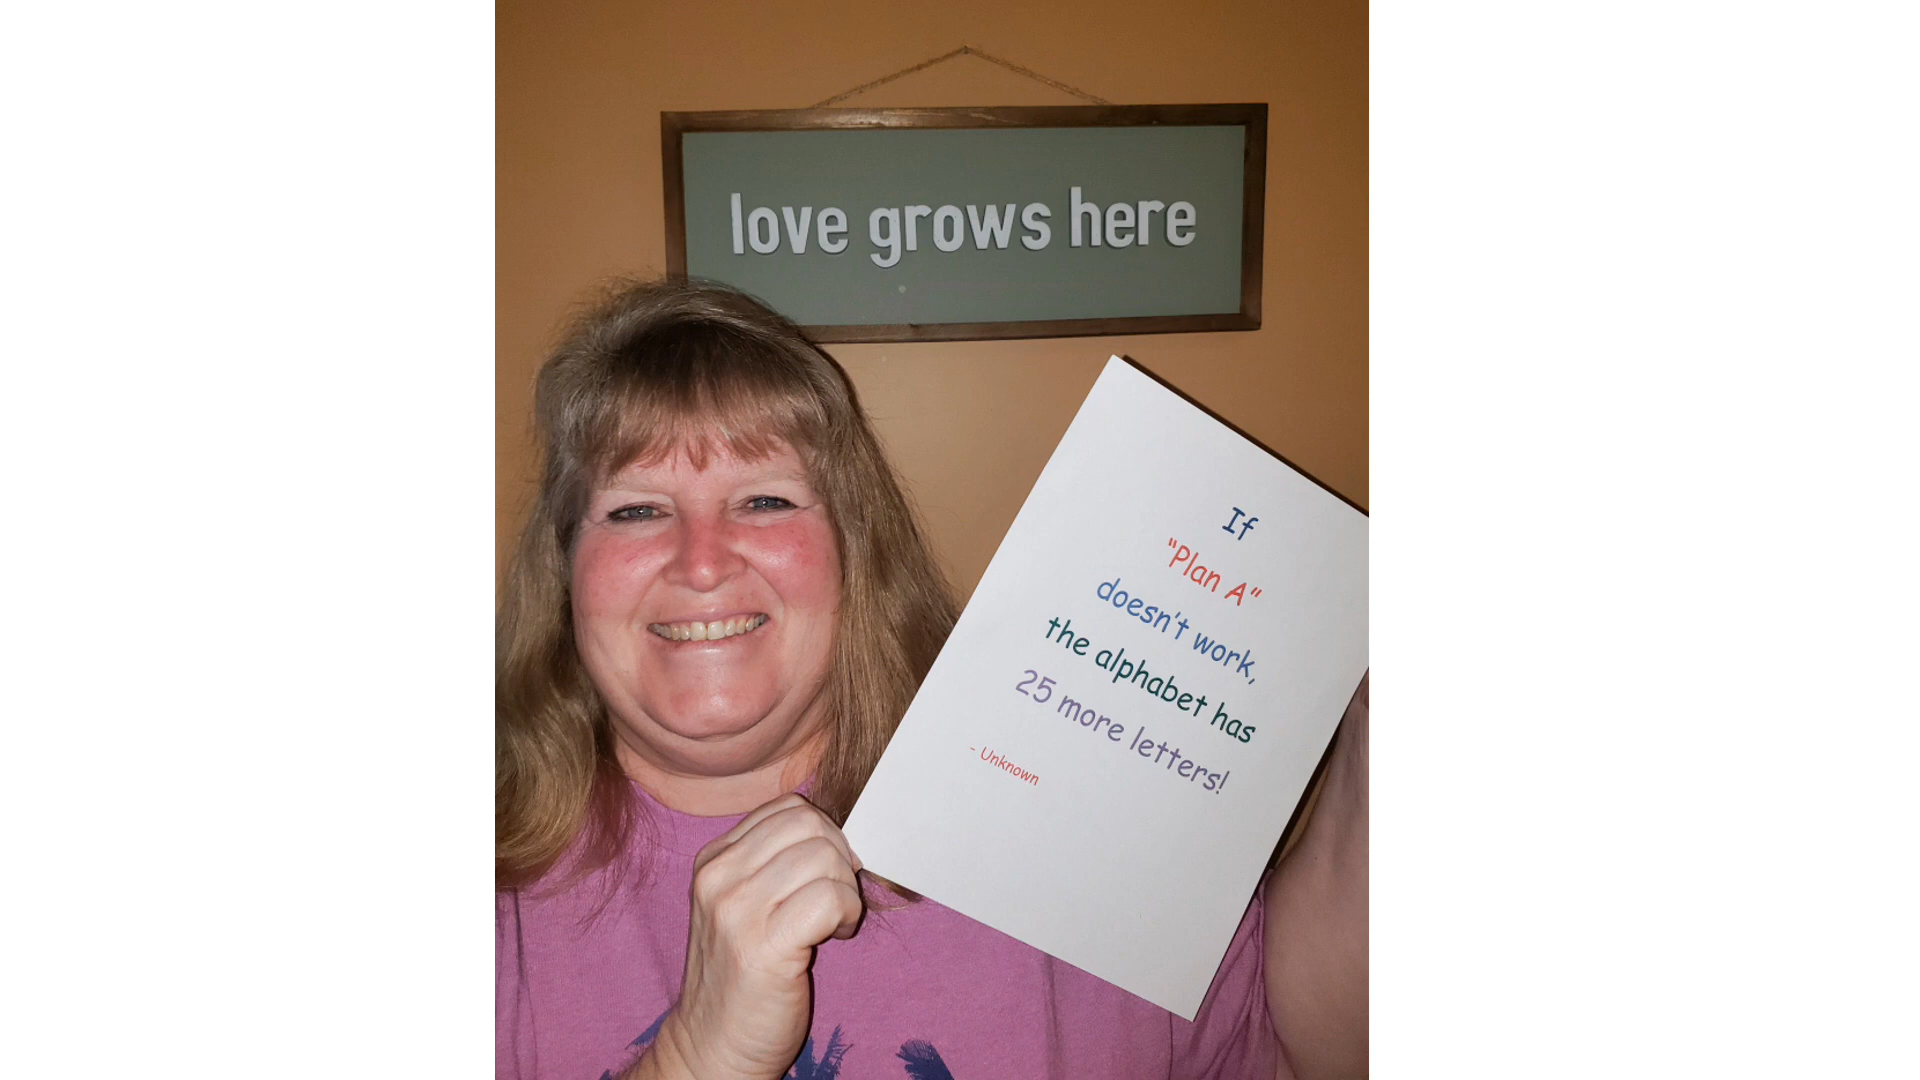 love grows here
If
"Plan A"
doesn't work,
the alphabet has
25 more letters!
- Unknown